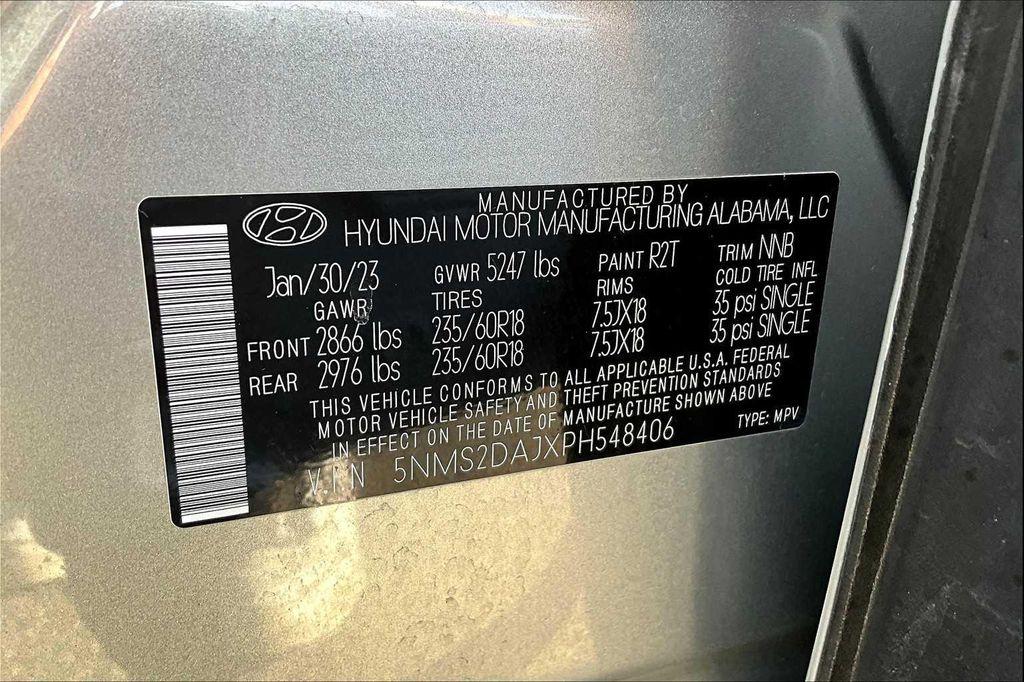 MANUFACTURED BY
HYUNDAI MOTOR MANUFACTURING ALABAMA, LLC
Jan/30/23 GVWR 5247 lbs PAINT R2T TRIM NNB
GAWR TIRES RIMS COLD TIRE INFL
FRONT 2866 lbs 235/60R18 7.5JX18 35 psi SINGLE
REAR 2976 lbs 235/60R18 7.5JX18 35 psi SINGLE
THIS VEHICLE CONFORMS TO ALL APPLICABLE U.S.A. FEDERAL
MOTOR VEHICLE SAFETY AND THEFT PREVENTION STANDARDS
IN EFFECT ON THE DATE OF MANUFACTURE SHOWN ABOVE
V.I N 5NMS2DAJXPH548406 TYPE: MPV